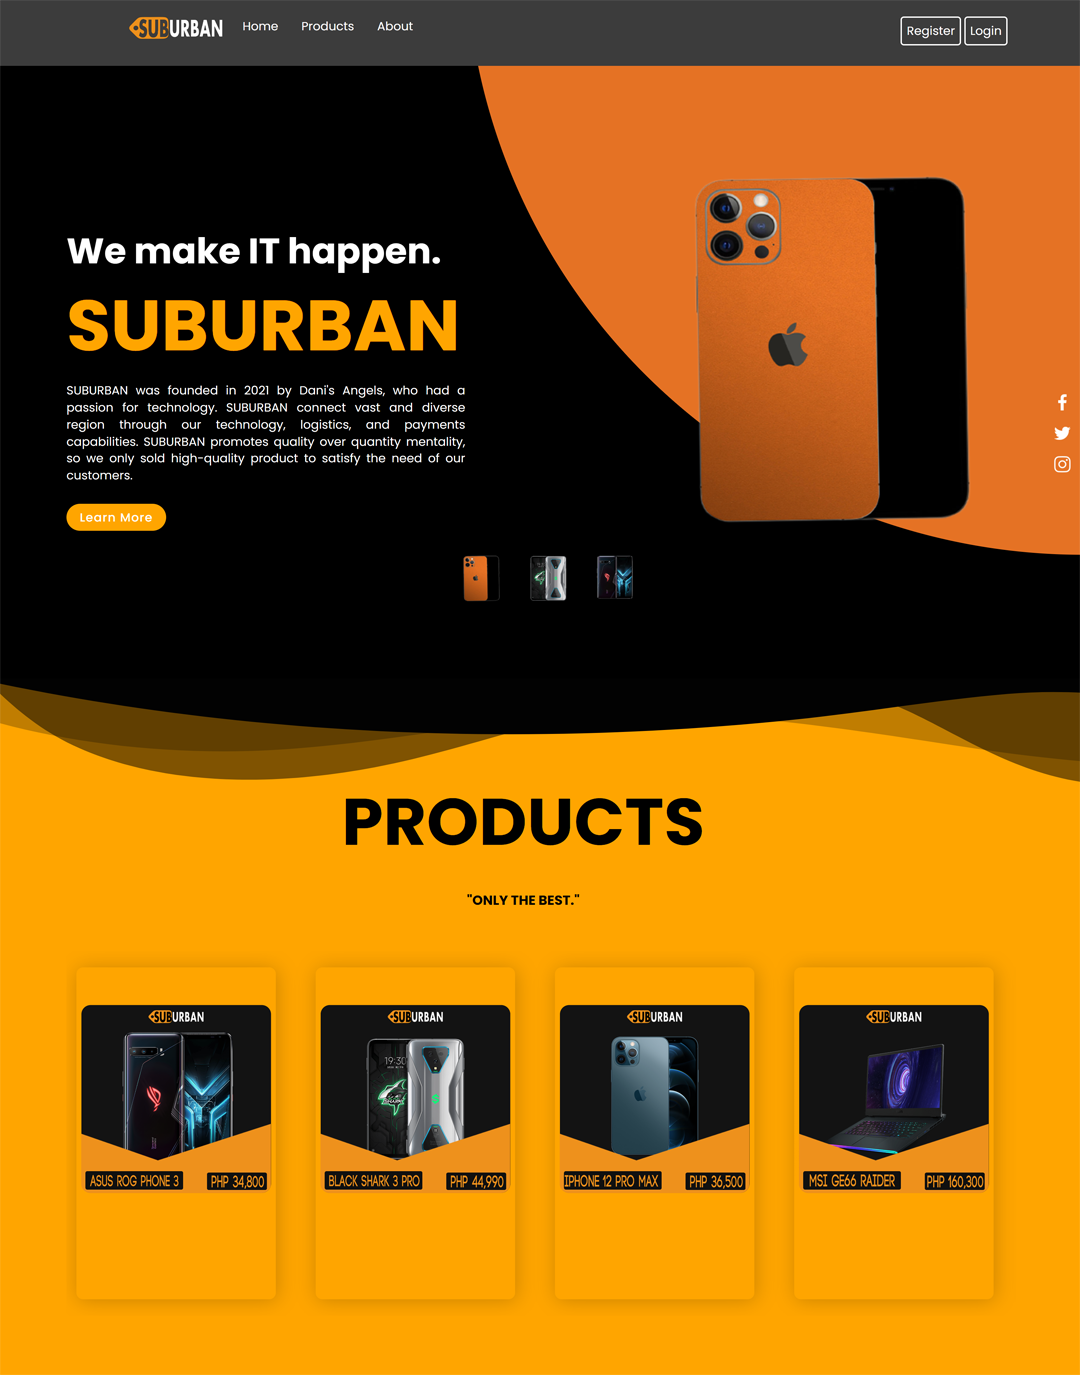 SUBURBAN
Home
Products
About
Register
Login
We make IT happen.
SUBURBAN
SUBURBAN was founded in 2021 by Dani's Angels, who had a
passion for technology. SUBURBAN connect vast and diverse
region through our technology, logistics, and payments
capabilities. SUBURBAN promotes quality over quantity mentality,
so we only sold high-quality product to satisfy the need of our
customers.
Learn More
PRODUCTS
"ONLY THE BEST."
SUBURBAN
ASUS ROG PHONE 3
PHP 34,800
SUBURBAN
19:30
BLACK SHARK 3 PRO
PHP 44,990
SUBURBAN
IPHONE 12 PRO MAX
PHP 36,500
SUBURBAN
MSI GE66 RAIDER
PHP 160,300